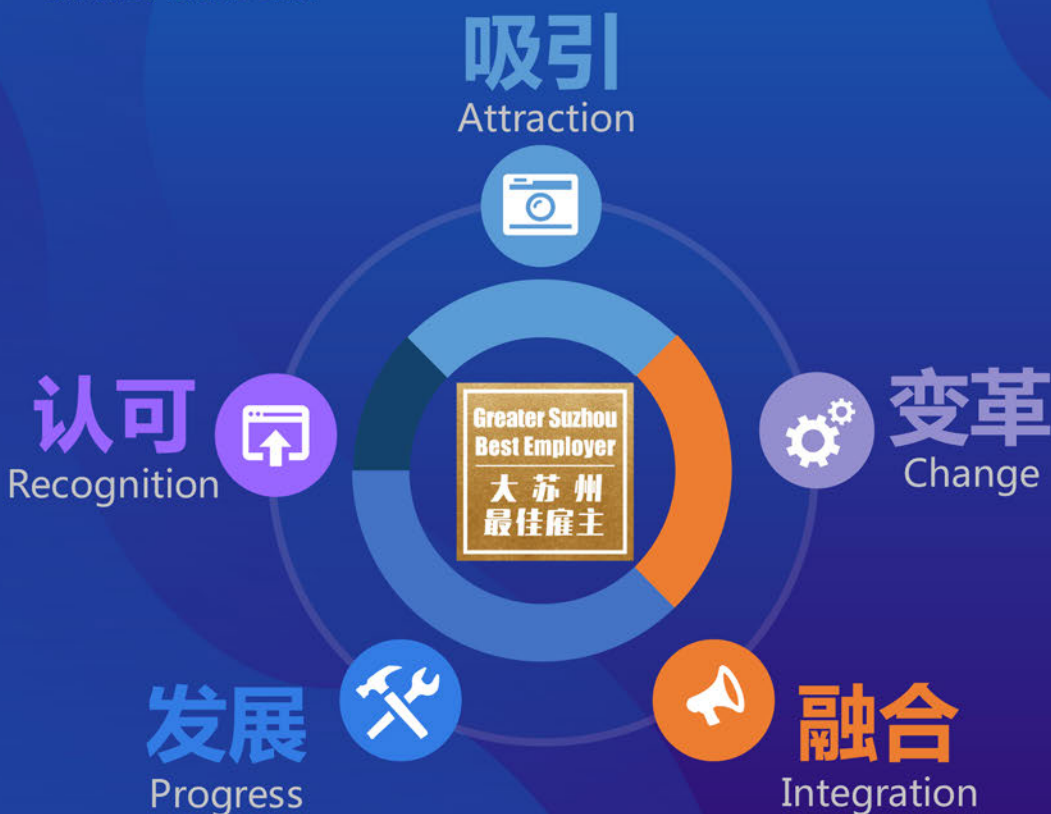 吸引
Attraction
认可
Recognition
变革
Change
Greater Suzhou
Best Employer
大苏州
最佳雇主
发展
Progress
融合
Integration